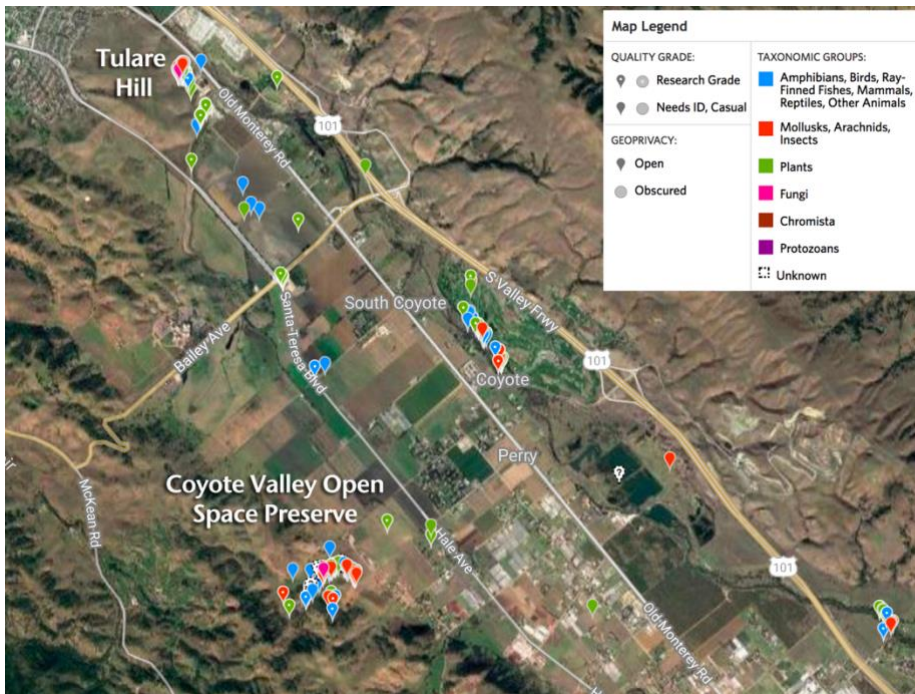 Tulare
Hill
Old Monterey Rd
101
Map Legend
QUALITY GRADE:
Research Grade
Needs ID, Casual
GEOPRIVACY:
Open
Obscured
TAXONOMIC GROUPS:
Amphibians, Birds, Ray-
Finned Fishes, Mammals,
Reptiles, Other Animals
Mollusks, Arachnids,
Insects
Plants
Fungi
Chromista
Protozoans
Unknown
South Coyote
S Valley Frwy
Bailey Ave
Santa Teresa Blvd
101
Coyote
Perry
?
McKean Rd
Coyote Valley Open
Space Preserve
Hale Ave
101
Old Monterey Rd